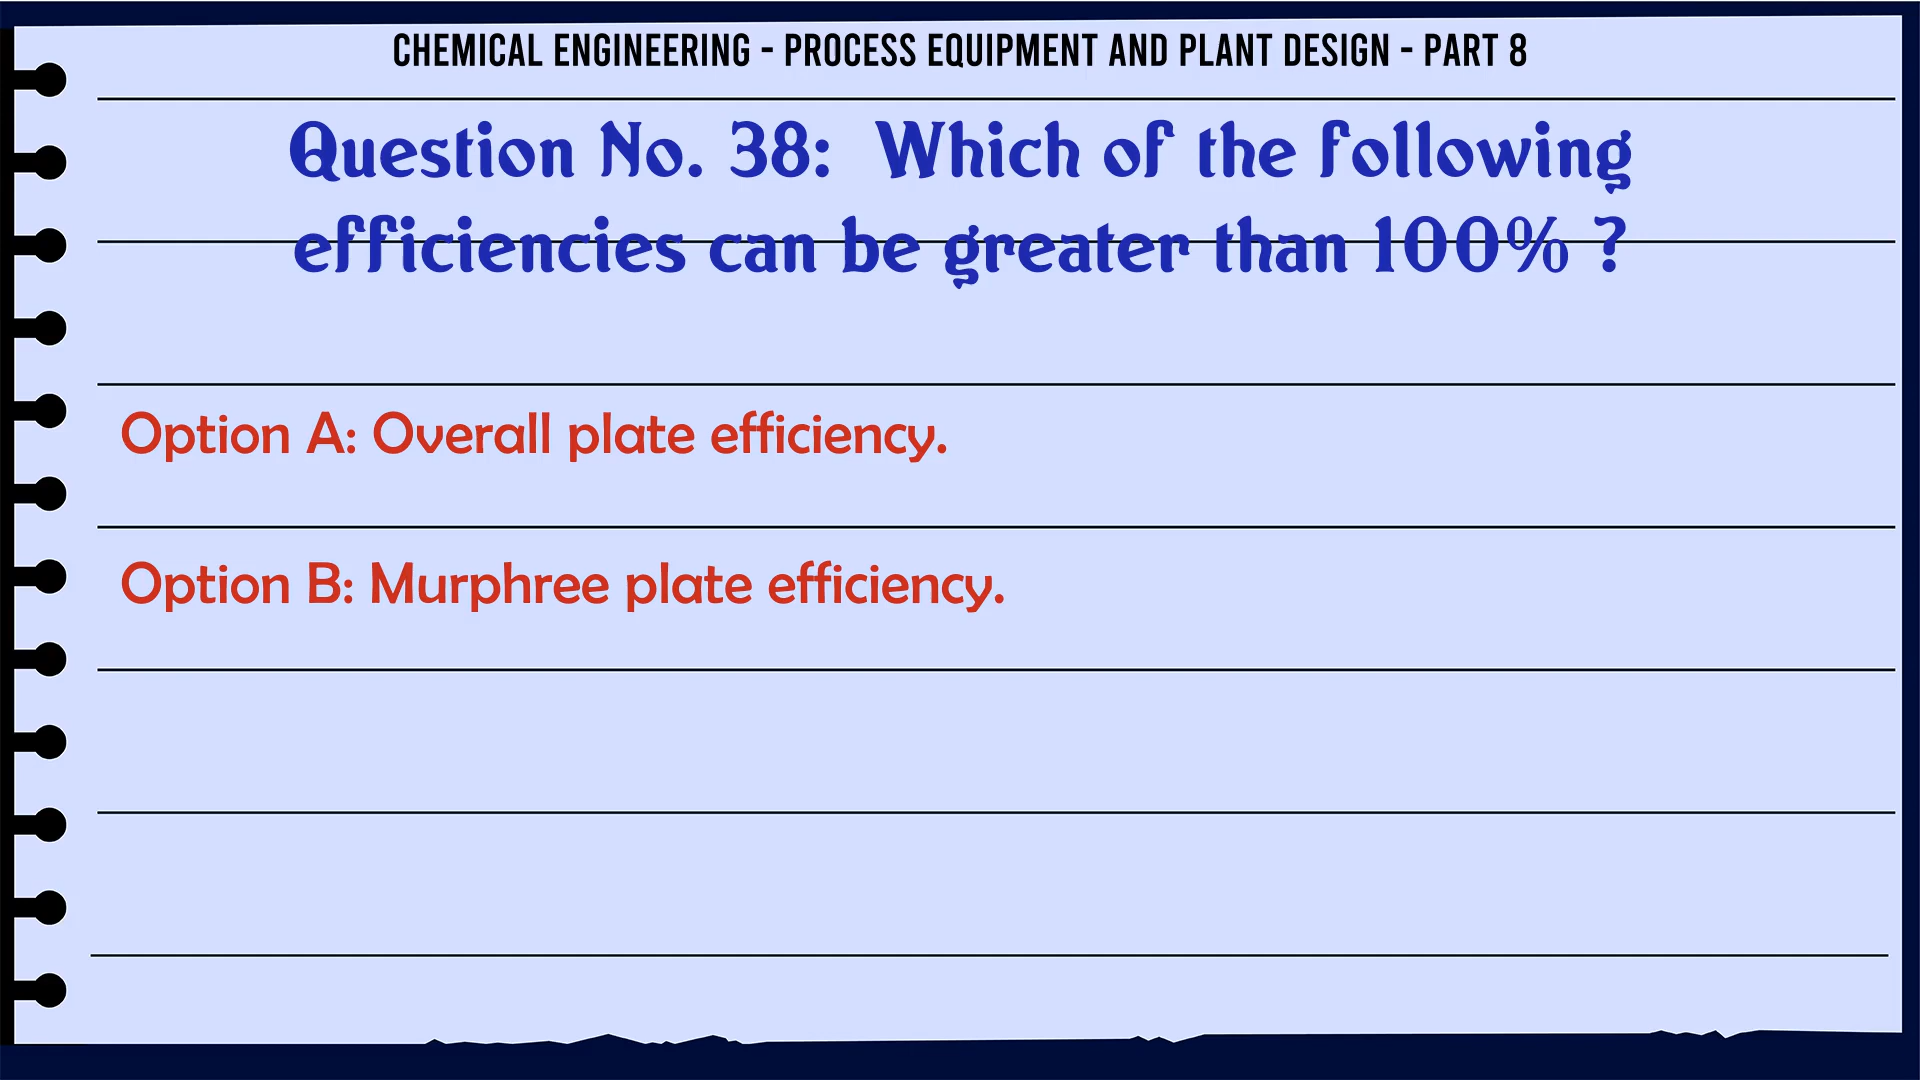 CHEMICAL ENGINEERING - PROCESS EQUIPMENT AND PLANT DESIGN - PART 8
Question No. 38: Which of the following
efficiencies can be greater than 100% ?
Option A: Overall plate efficiency.
Option B: Murphree plate efficiency.